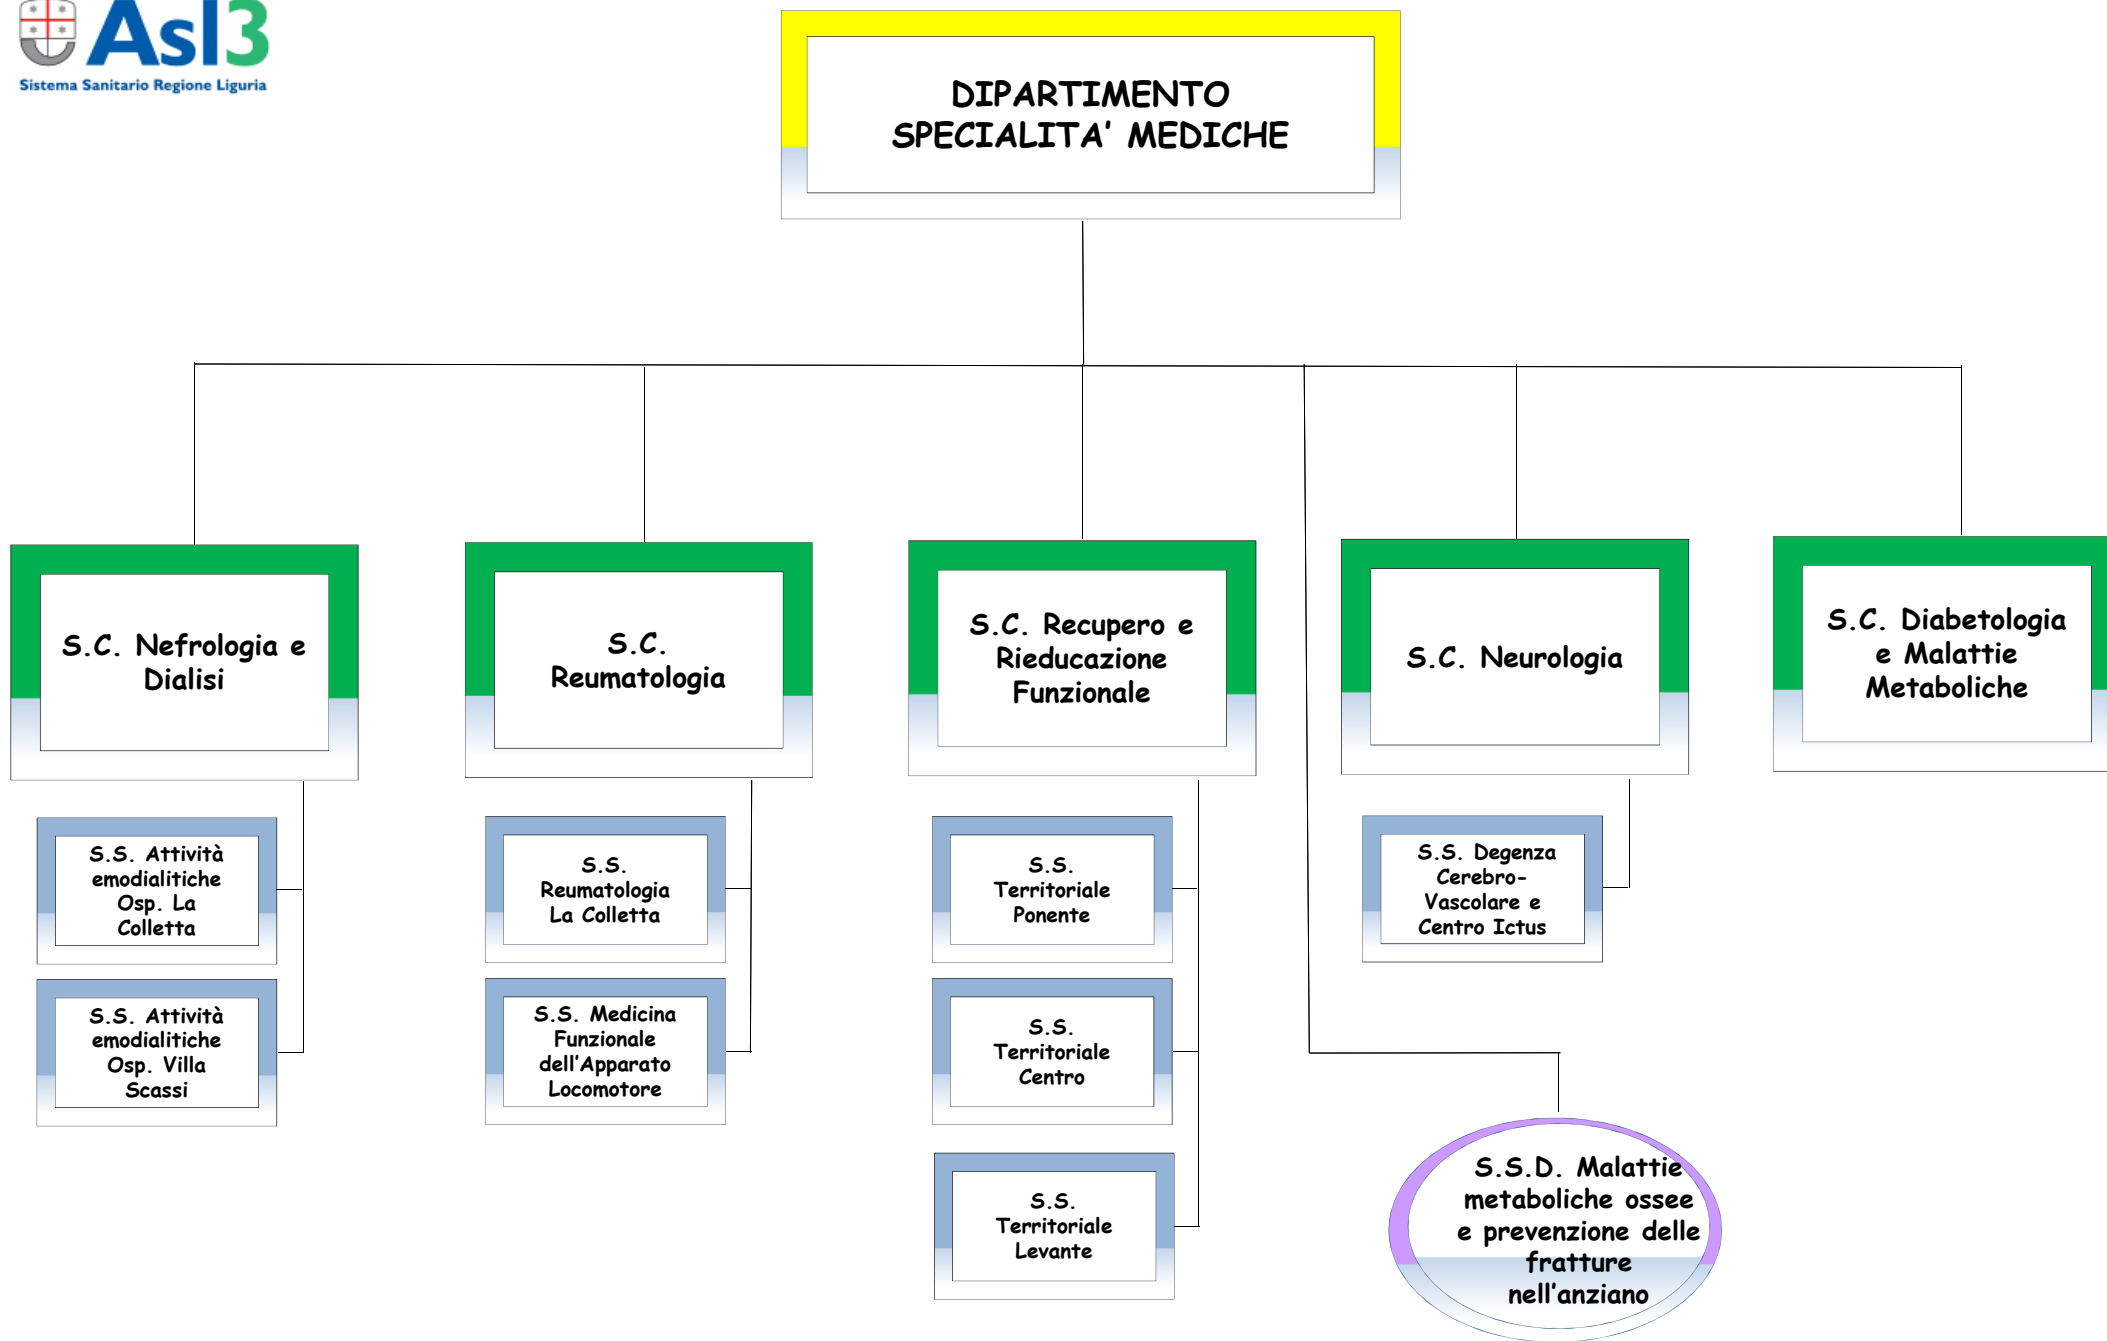 Asl3
Sistema Sanitario Regione Liguria
DIPARTIMENTO
SPECIALITA' MEDICHE
S.C. Nefrologia e
Dialisi
S.C.
Reumatologia
S.C. Recupero e
Rieducazione
Funzionale
S.C. Neurologia
S.C. Diabetologia
e Malattie
Metaboliche
S.S. Attività
emodialitiche
Osp. La
Colletta
S.S. Attività
emodialitiche
Osp. Villa
Scassi
S.S.
Reumatologia
La Colletta
S.S. Medicina
Funzionale
dell'Apparato
Locomotore
S.S.
Territoriale
Ponente
S.S.
Territoriale
Centro
S.S.
Territoriale
Levante
S.S. Degenza
Cerebro-
Vascolare e
Centro Ictus
S.S.D. Malattie
metaboliche ossee
e prevenzione delle
fratture
nell'anziano